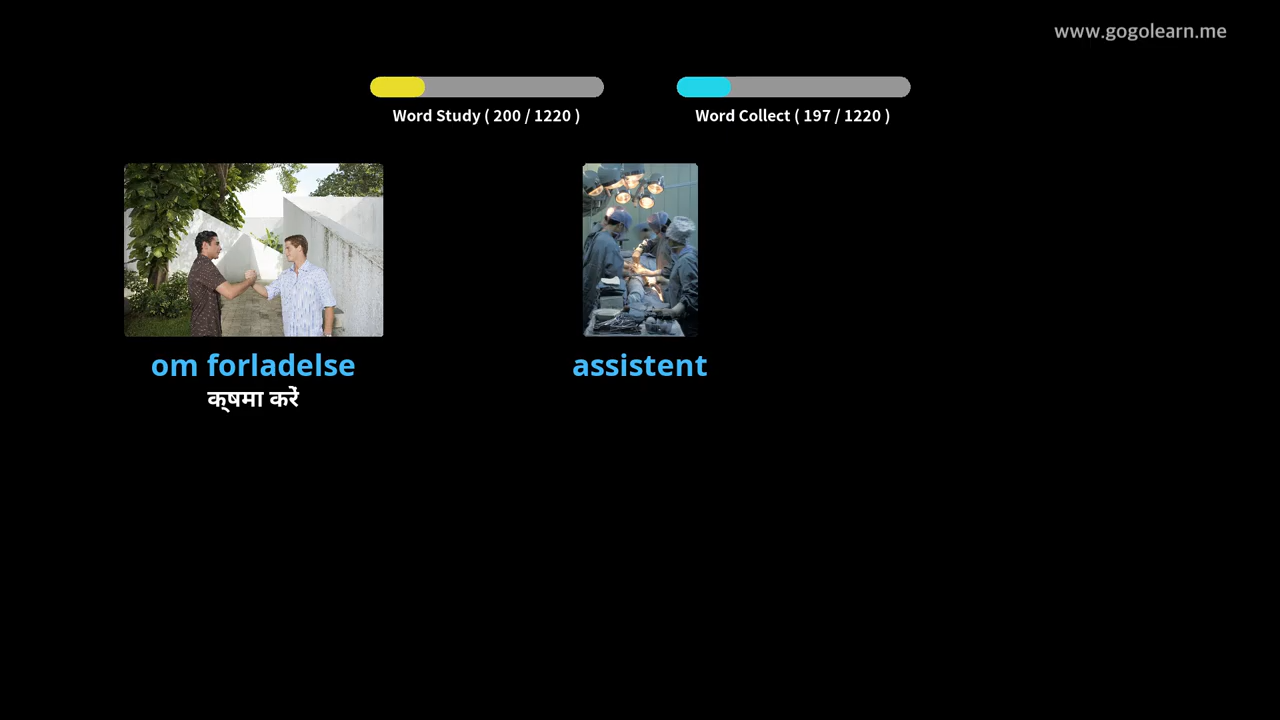 www.gogolearn.me
Word Study ( 200 / 1220 )
Word Collect ( 197 / 1220 )
om forladelse
क्षमा करें
assistent